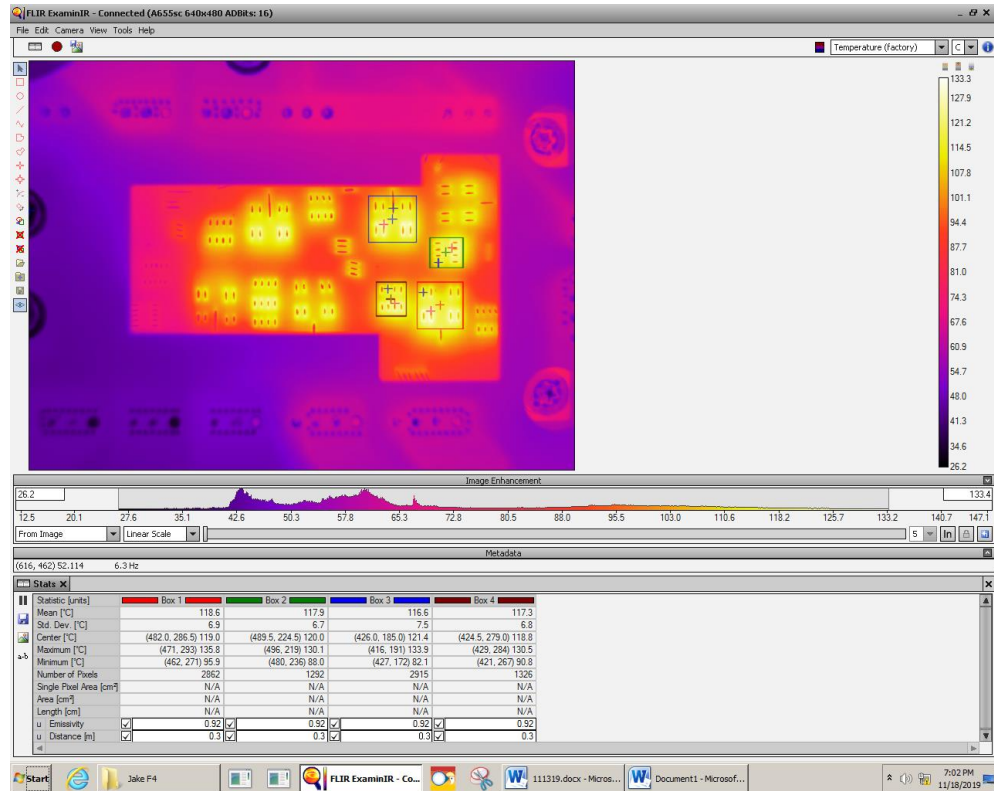 FLIR ExaminIR - Connected (A655sc 640x480 ADBits: 16)
File Edit Camera View Tools Help
Temperature (factory) C
133.3
127.9
121.2
114.5
107.8
101.1
94.4
87.7
81.0
74.3
67.6
60.9
54.7
48.0
41.3
34.6
26.2
Image Enhancement
26.2 133.4
12.5 20.1 27.6 35.1 42.6 50.3 57.8 65.3 72.8 80.5 88.0 95.5 103.0 110.6 118.2 125.7 133.2 140.7 147.1
From Image Linear Scale 5 In
Metadata
(616, 462) 52.114 6.3 Hz
Stats X
Statistic [units] Box 1 Box 2 Box 3 Box 4
Mean [°C] 118.6 117.9 116.6 117.3
Std. Dev. [°C] 6.9 6.7 7.5 6.8
Center [°C] (482.0, 286.5) 119.0 (489.5, 224.5) 120.0 (426.0, 185.0) 121.4 (424.5, 279.0) 118.8
Maximum [°C] (471, 293) 135.8 (496, 219) 130.1 (416, 191) 133.9 (429, 284) 130.5
Minimum [°C] (462, 271) 95.9 (480, 236) 88.0 (427, 172) 82.1 (421, 267) 90.8
Number of Pixels 2862 1292 2915 1326
Single Pixel Area [cm²] N/A N/A N/A N/A
Area [cm²] N/A N/A N/A N/A
Length [cm] N/A N/A N/A N/A
u Emissivity 0.92 0.92 0.92 0.92
u Distance [m] 0.3 0.3 0.3 0.3
Start Jake F4 FLIR ExaminIR - Co... 111319.docx - Micros... Document1 - Microsof... 7:02 PM
11/18/2019